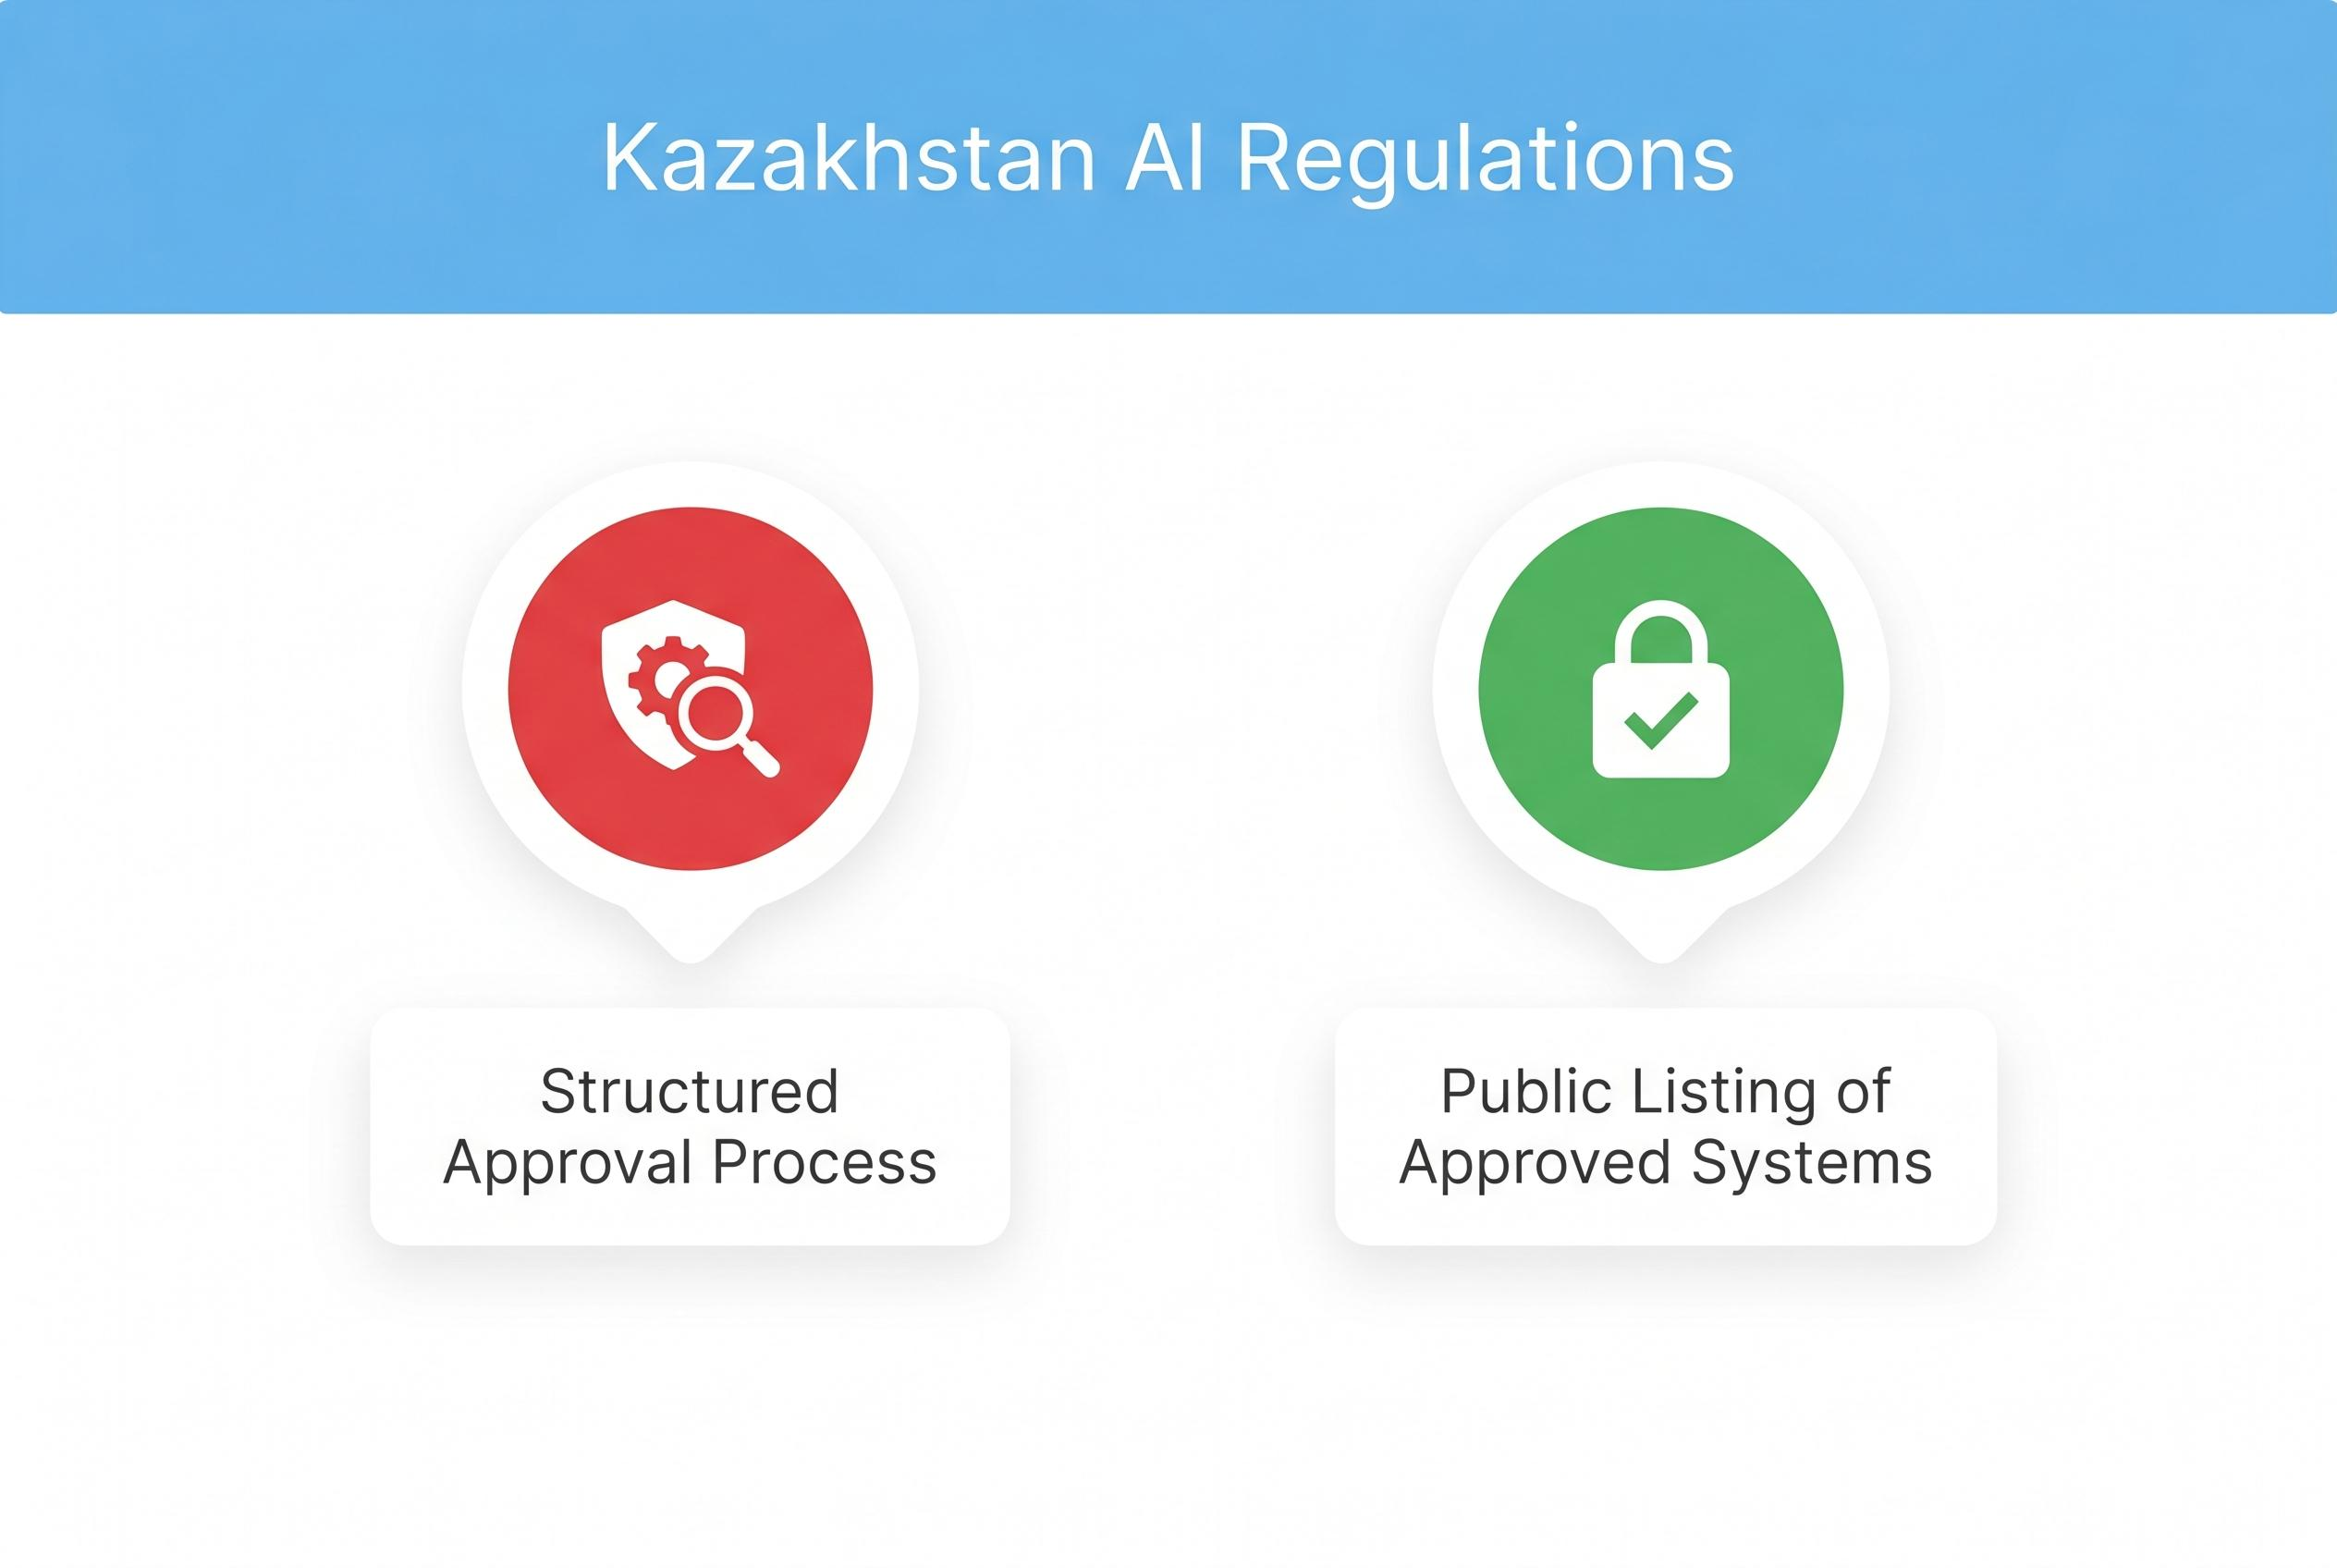 Kazakhstan AI Regulations
Structured
Approval Process
Public Listing of
Approved Systems